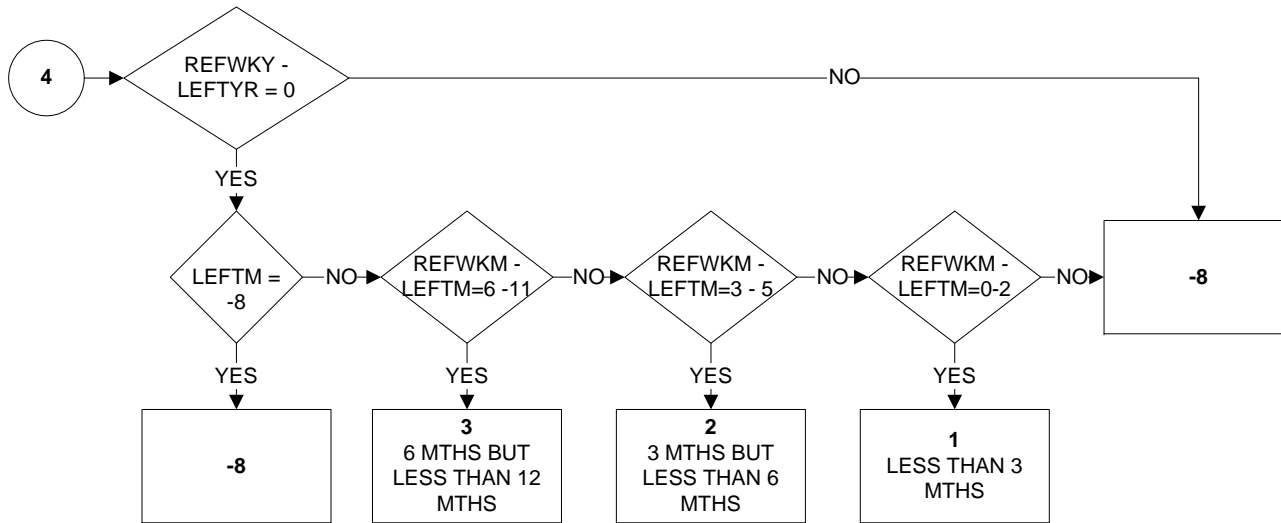 4
REFWKY -
LEFTYR = 0
NO
YES
LEFTM =
-8
NO
REFWKM -
LEFTM=6 -11
NO
REFWKM -
LEFTM=3 - 5
NO
REFWKM -
LEFTM=0-2
NO
-8
YES
YES
YES
YES
-8
3
6 MTHS BUT
LESS THAN 12
MTHS
2
3 MTHS BUT
LESS THAN 6
MTHS
1
LESS THAN 3
MTHS